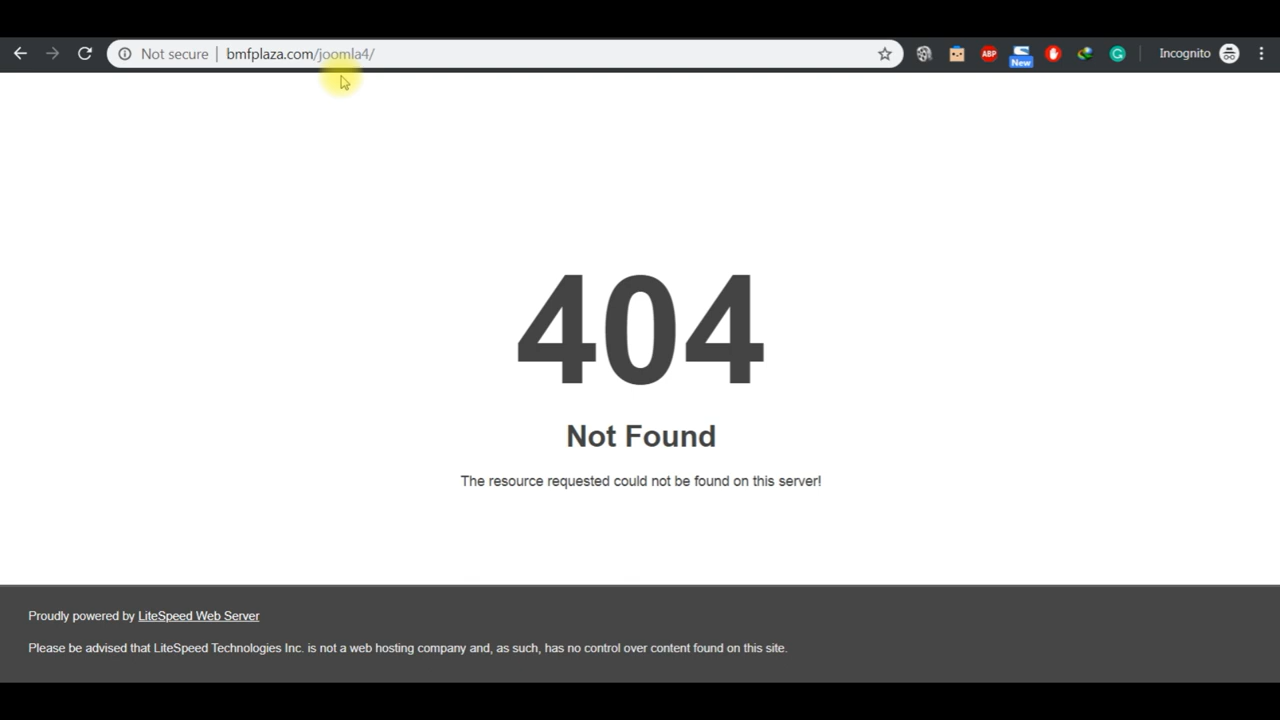 Not secure | bmfplaza.com/joomla4/
ABP
New
Incognito
404
Not Found
The resource requested could not be found on this server!
Proudly powered by LiteSpeed Web Server
Please be advised that LiteSpeed Technologies Inc. is not a web hosting company and, as such, has no control over content found on this site.